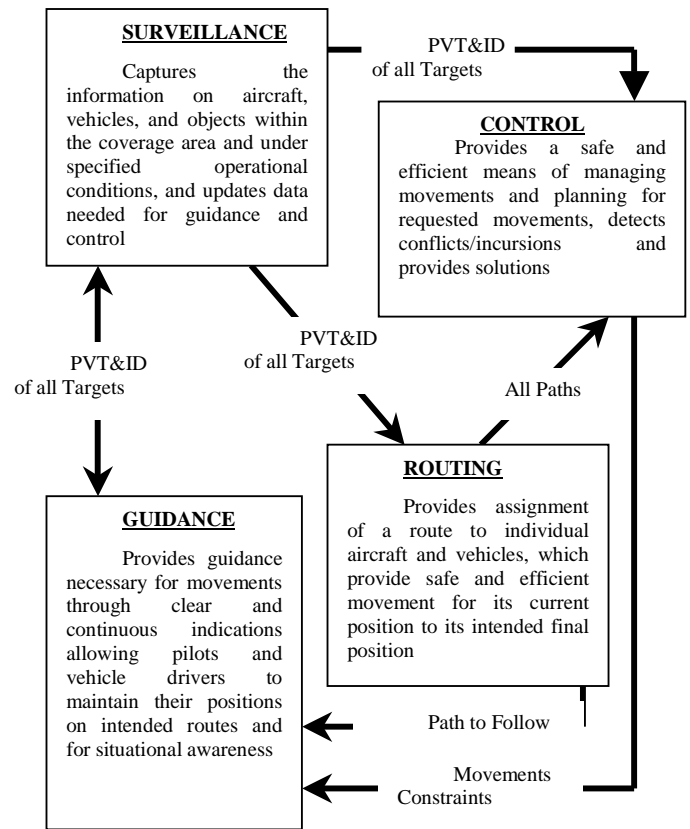 SURVEILLANCE
Captures the
information on aircraft,
vehicles, and objects within
the coverage area and under
specified operational
conditions, and updates data
needed for guidance and
control
PVT&ID
of all Targets
CONTROL
Provides a safe and
efficient means of managing
movements and planning for
requested movements, detects
conflicts/incursions and
provides solutions
PVT&ID
of all Targets
PVT&ID
of all Targets
All Paths
ROUTING
Provides assignment
of a route to individual
aircraft and vehicles, which
provide safe and efficient
movement for its current
position to its intended final
position
GUIDANCE
Provides guidance
necessary for movements
through clear and
continuous indications
allowing pilots and
vehicle drivers to
maintain their positions
on intended routes and
for situational awareness
Path to Follow
Movements
Constraints